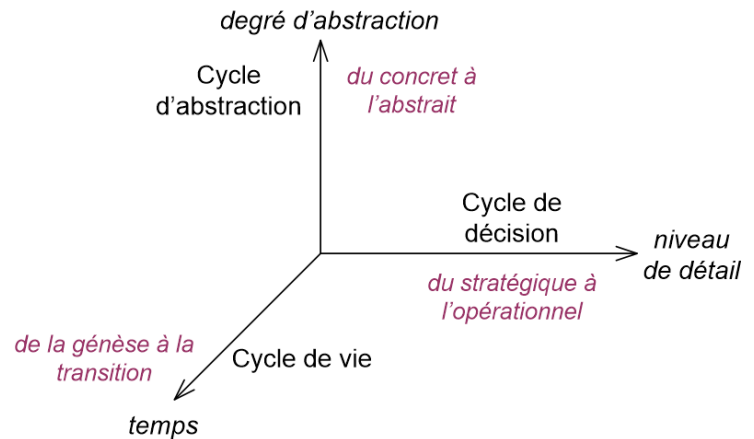 degré d'abstraction
Cycle
d'abstraction
du concret à
l'abstrait
Cycle de
décision
niveau
de détail
du stratégique à
l'opérationnel
de la génèse à la
transition
Cycle de vie
temps